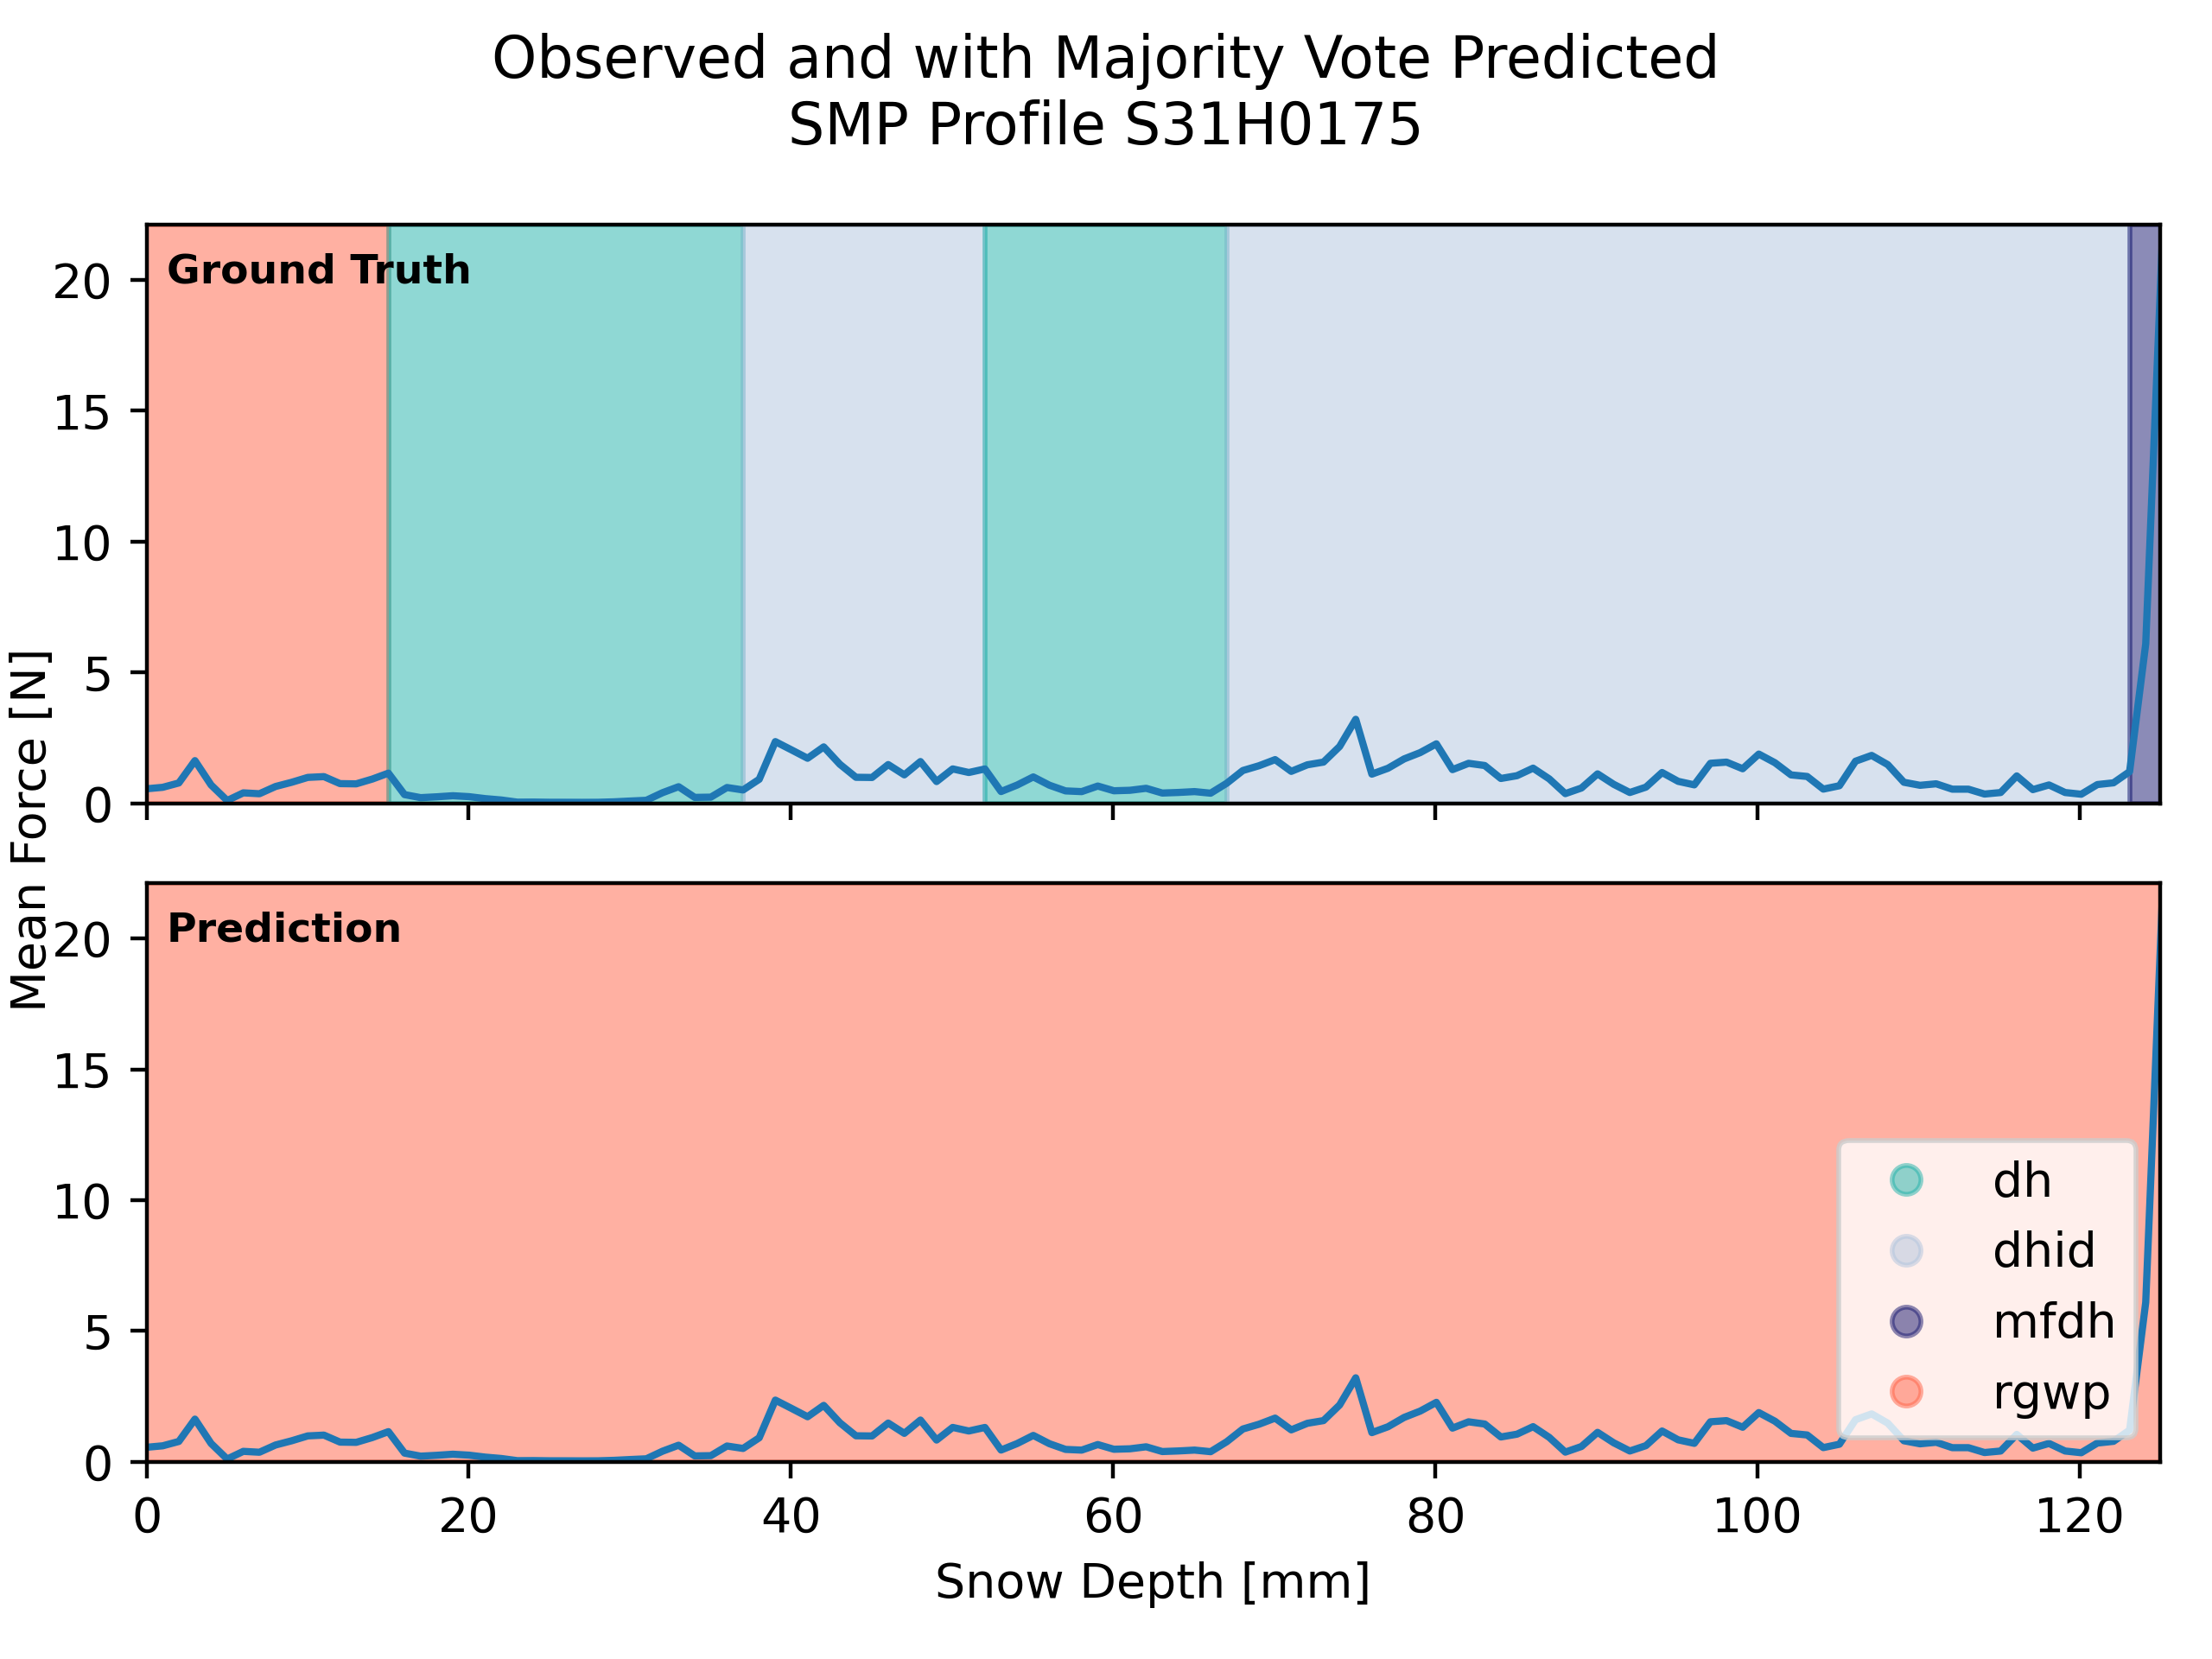 Observed and with Majority Vote Predicted
SMP Profile S31H0175
Mean Force [N]
Ground Truth
20
15
10
5
0
Prediction
20
15
10
5
0
dh
dhid
mfdh
rgwp
0 20 40 60 80 100 120
Snow Depth [mm]